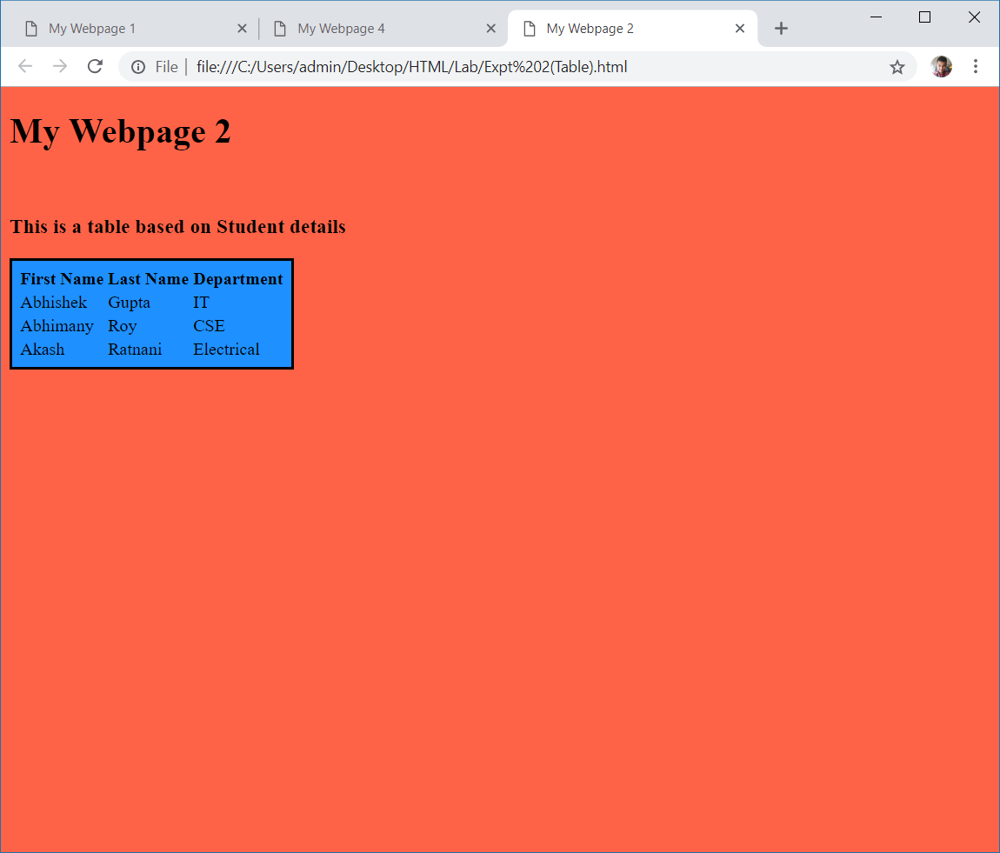 My Webpage 1 My Webpage 4 My Webpage 2
File file:///C:/Users/admin/Desktop/HTML/Lab/Expt%202(Table).html
My Webpage 2
This is a table based on Student details
First Name Last Name Department
Abhishek Gupta IT
Abhimany Roy CSE
Akash Ratnani Electrical